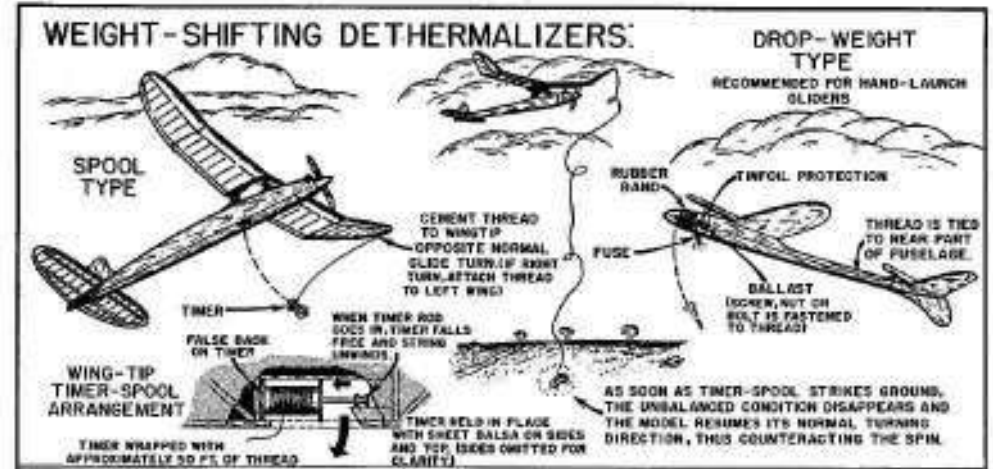 WEIGHT-SHIFTING DETHERMALIZERS:
DROP-WEIGHT
TYPE
RECOMMENDED FOR HAND-LAUNCH
GLIDERS
SPOOL
TYPE
RUBBER
BAND
TINFOIL PROTECTION
CEMENT THREAD
TO WINGTIP
OPPOSITE NORMAL
GLIDE TURN.(IF RIGHT
TURN, ATTACH THREAD
TO LEFT WING)
FUSE
THREAD IS TIED
TO REAR PART
OF FUSELAGE.
BALLAST
(SCREW, NUT OR
BOLT IS FASTENED
TO THREAD)
TIMER
WHEN TIMER ROD
GOES IN, TIMER FALLS
FREE AND STRING
UNWINDS.
FALSE BACK
ON TIMER
WING-TIP
TIMER-SPOOL
ARRANGEMENT
TIMER WRAPPED WITH
APPROXIMATELY 50 FT. OF THREAD
TIMER HELD IN PLACE
WITH SHEET BALSA ON SIDES
AND TOP. (SIDES OMITTED FOR
CLARITY)
AS SOON AS TIMER-SPOOL STRIKES GROUND,
THE UNBALANCED CONDITION DISAPPEARS AND
THE MODEL RESUMES ITS NORMAL TURNING
DIRECTION, THUS COUNTERACTING THE SPIN.